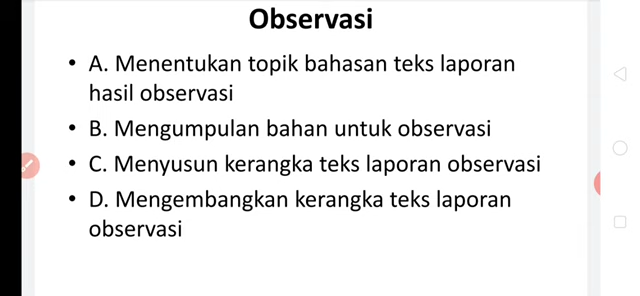 Observasi
• A. Menentukan topik bahasan teks laporan
hasil observasi
• B. Mengumpulan bahan untuk observasi
• C. Menyusun kerangka teks laporan observasi
• D. Mengembangkan kerangka teks laporan
observasi